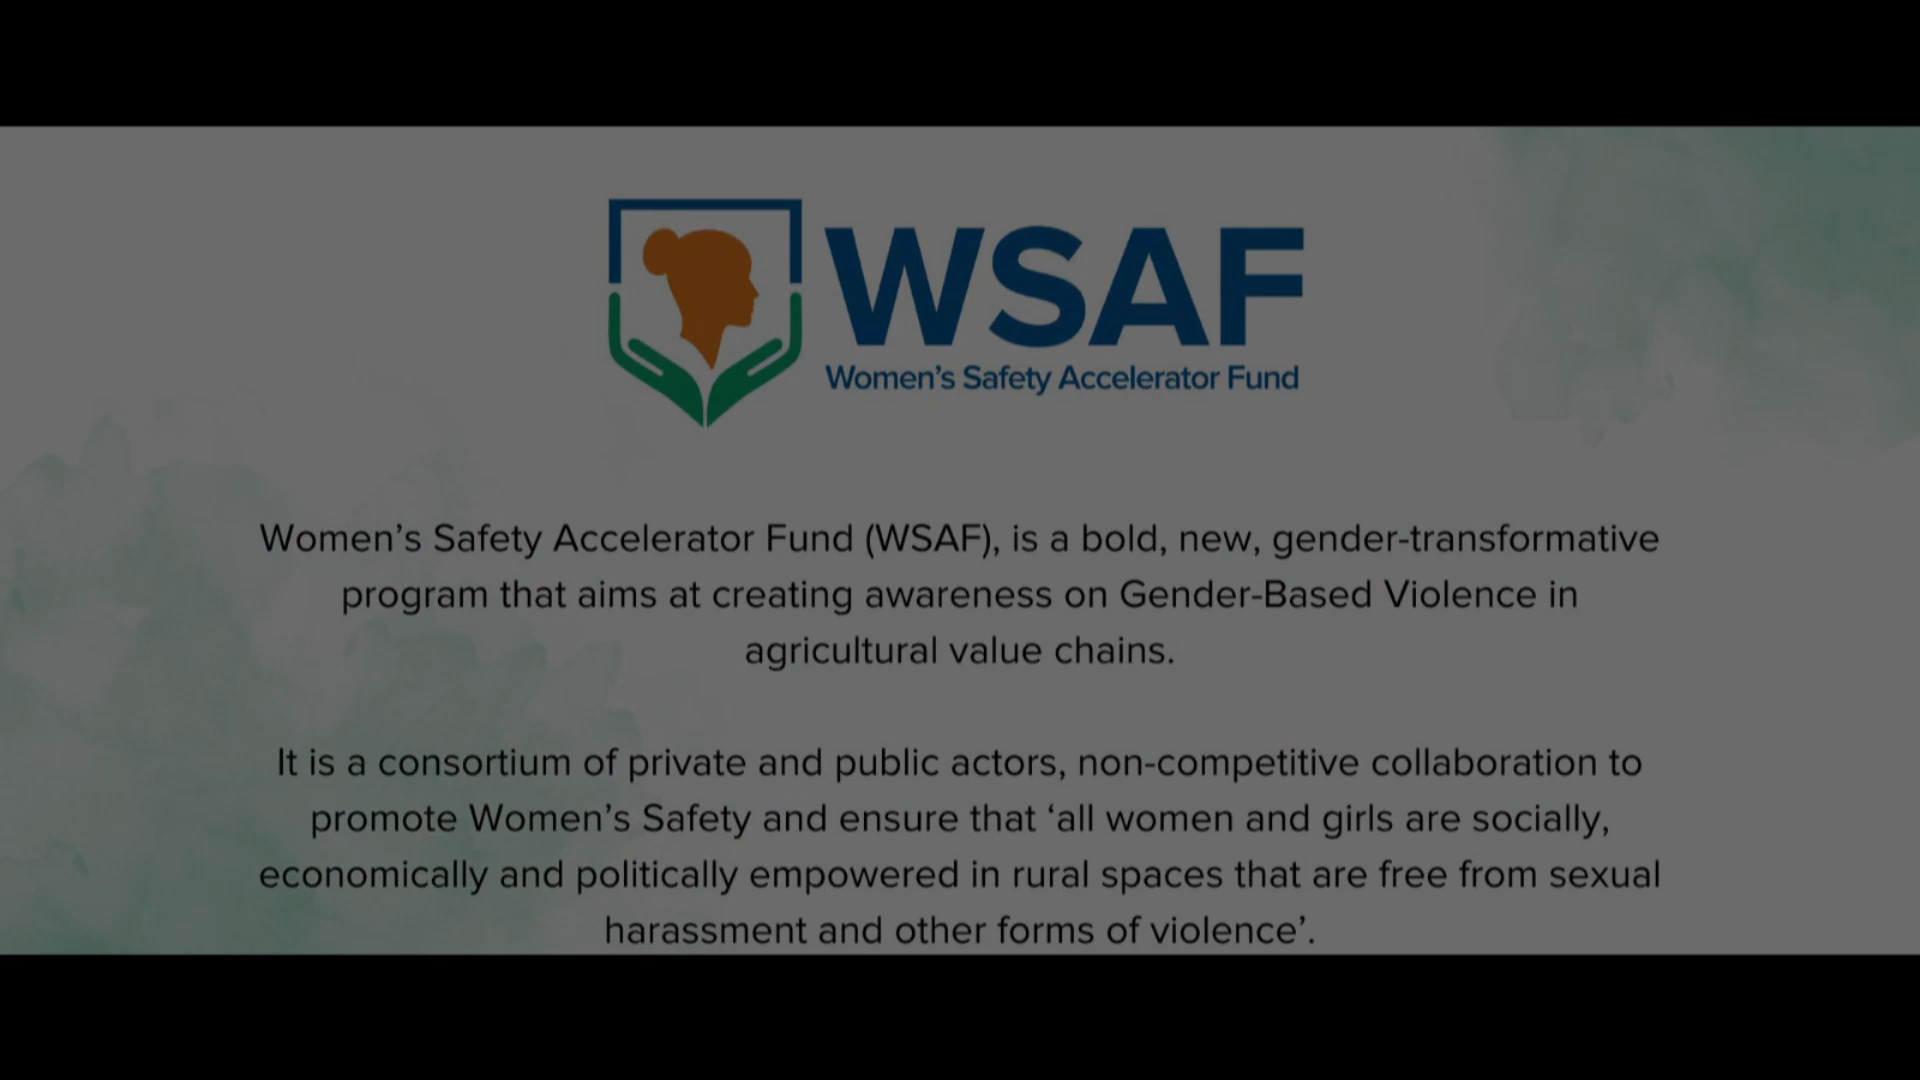 WSAF
Women’s Safety Accelerator Fund
Women’s Safety Accelerator Fund (WSAF), is a bold, new, gender-transformative
program that aims at creating awareness on Gender-Based Violence in
agricultural value chains.
It is a consortium of private and public actors, non-competitive collaboration to
promote Women’s Safety and ensure that ‘all women and girls are socially,
economically and politically empowered in rural spaces that are free from sexual
harassment and other forms of violence’.